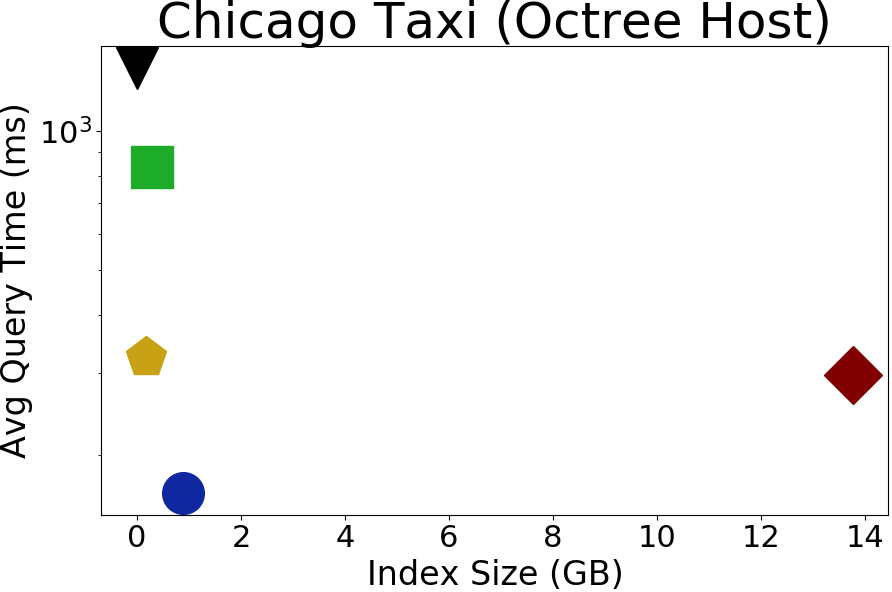 Chicago Taxi (Octree Host)
Avg Query Time (ms)
10³
0 2 4 6 8 10 12 14
Index Size (GB)